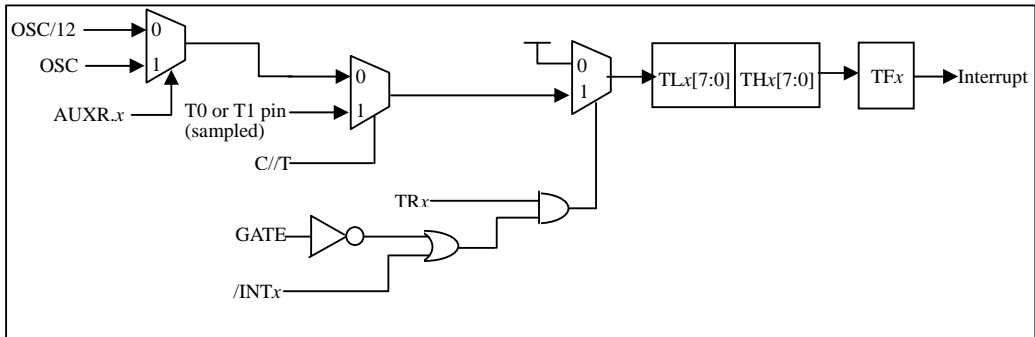 OSC/12
0
OSC
1
AUXR.x
0
T0 or T1 pin
1
(sampled)
C//T
0
1
TLx[7:0]
THx[7:0]
TFx
Interrupt
TRx
GATE
/INTx